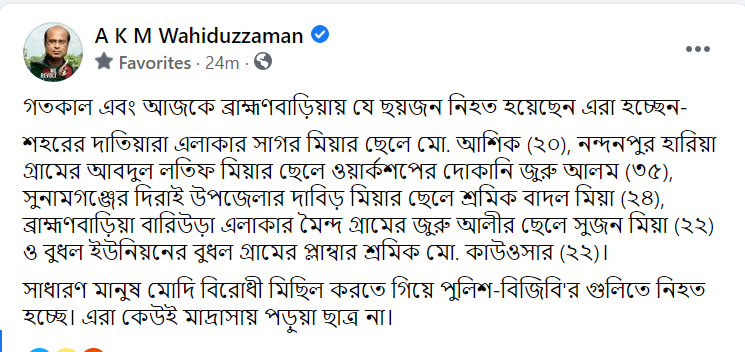 A K M Wahiduzzaman
Favorites · 24m ·
গতকাল এবং আজকে ব্রাহ্মণবাড়িয়ায় যে ছয়জন নিহত হয়েছেন এরা হচ্ছেন-
শহরের দাতিয়ারা এলাকার সাগর মিয়ার ছেলে মো. আশিক (২০), নন্দনপুর হারিয়া
গ্রামের আবদুল লতিফ মিয়ার ছেলে ওয়ার্কশপের দোকানি জুরু আলম (৩৫),
সুনামগঞ্জের দিরাই উপজেলার দাবিড় মিয়ার ছেলে শ্রমিক বাদল মিয়া (২৪),
ব্রাহ্মণবাড়িয়া বারিউড়া এলাকার মৈন্দ গ্রামের জুরু আলীর ছেলে সুজন মিয়া (২২)
ও বুধল ইউনিয়নের বুধল গ্রামের প্লাম্বার শ্রমিক মো. কাউওসার (২২)।
সাধারণ মানুষ মোদি বিরোধী মিছিল করতে গিয়ে পুলিশ-বিজিবি'র গুলিতে নিহত
হচ্ছে। এরা কেউই মাদ্রাসায় পড়ুয়া ছাত্র না।